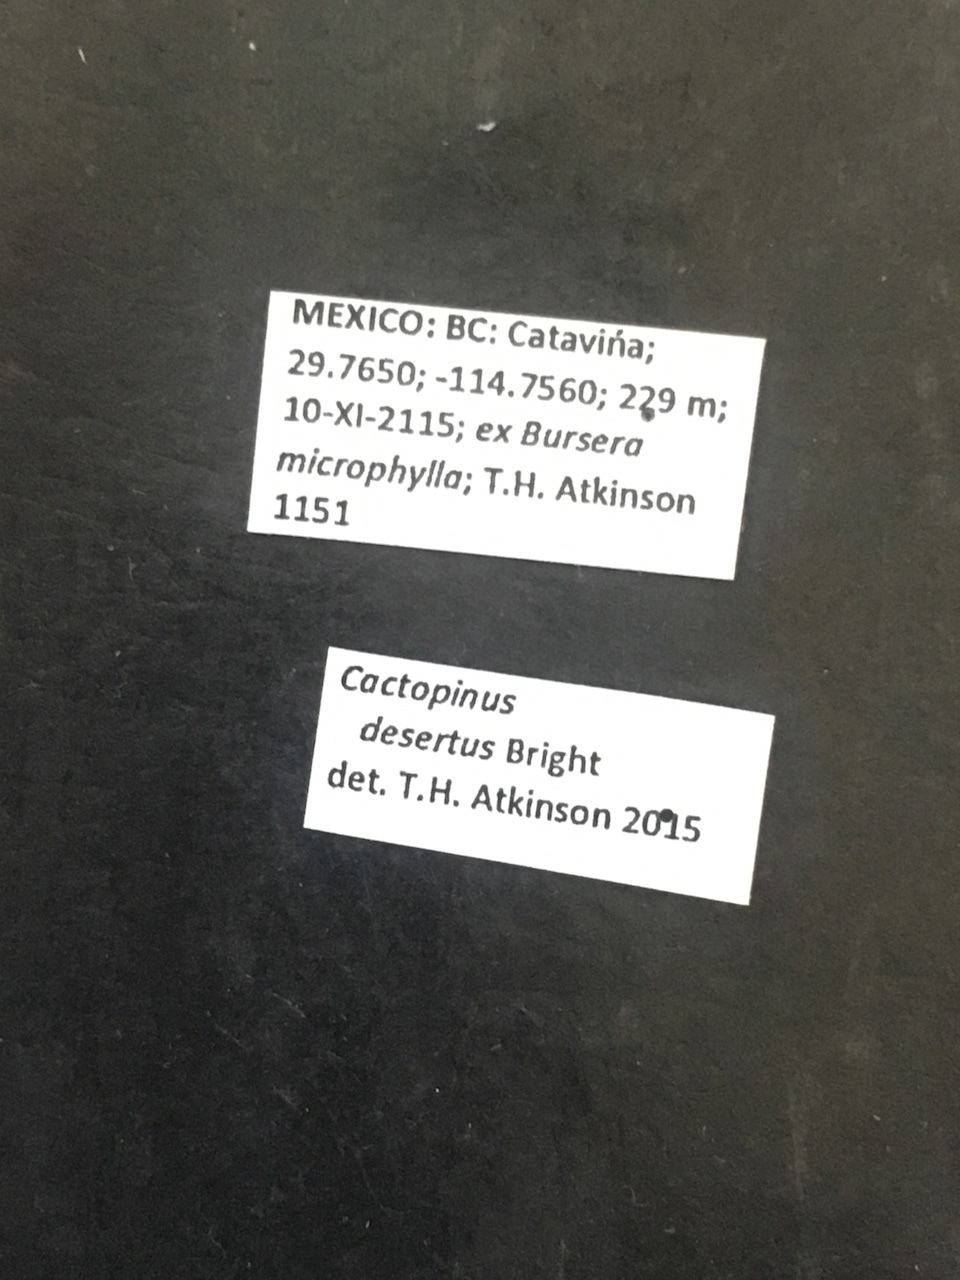 MEXICO: BC: Catavińa;
29.7650; -114.7560; 229 m;
10-XI-2115; ex Bursera
microphylla; T.H. Atkinson
1151
Cactopinus
desertus Bright
det. T.H. Atkinson 2015